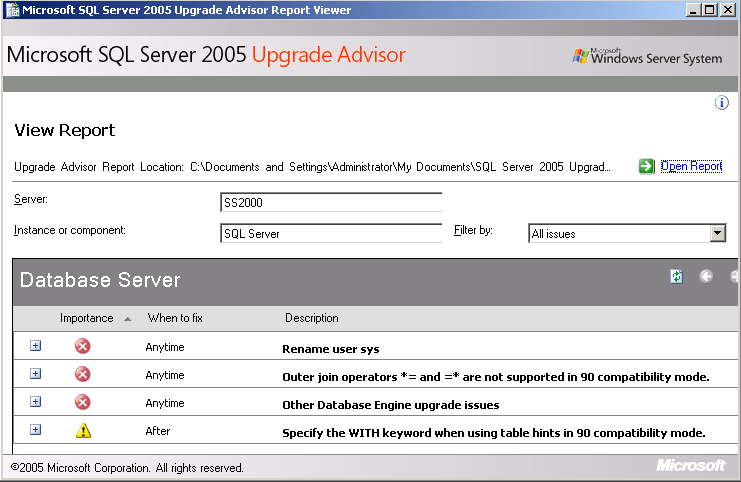 Microsoft SQL Server 2005 Upgrade Advisor Report Viewer
Microsoft SQL Server 2005 Upgrade Advisor
Microsoft
Windows Server System
View Report
Upgrade Advisor Report Location: C:\Documents and Settings\Administrator\My Documents\SQL Server 2005 Upgrad... Open Report
Server: SS2000
Instance or component: SQL Server Filter by: All issues
Database Server
Importance When to fix Description
Anytime Rename user sys
Anytime Outer join operators *= and =* are not supported in 90 compatibility mode.
Anytime Other Database Engine upgrade issues
After Specify the WITH keyword when using table hints in 90 compatibility mode.
©2005 Microsoft Corporation. All rights reserved. Microsoft